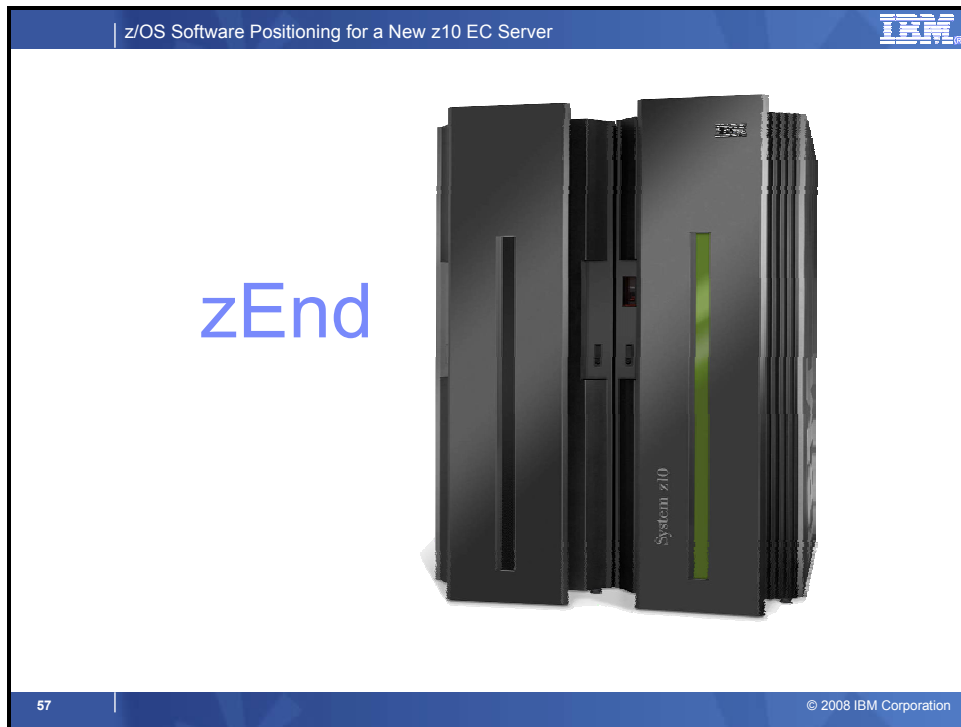 z/OS Software Positioning for a New z10 EC Server
IBM®
IBM
zEnd
System z10
57
© 2008 IBM Corporation